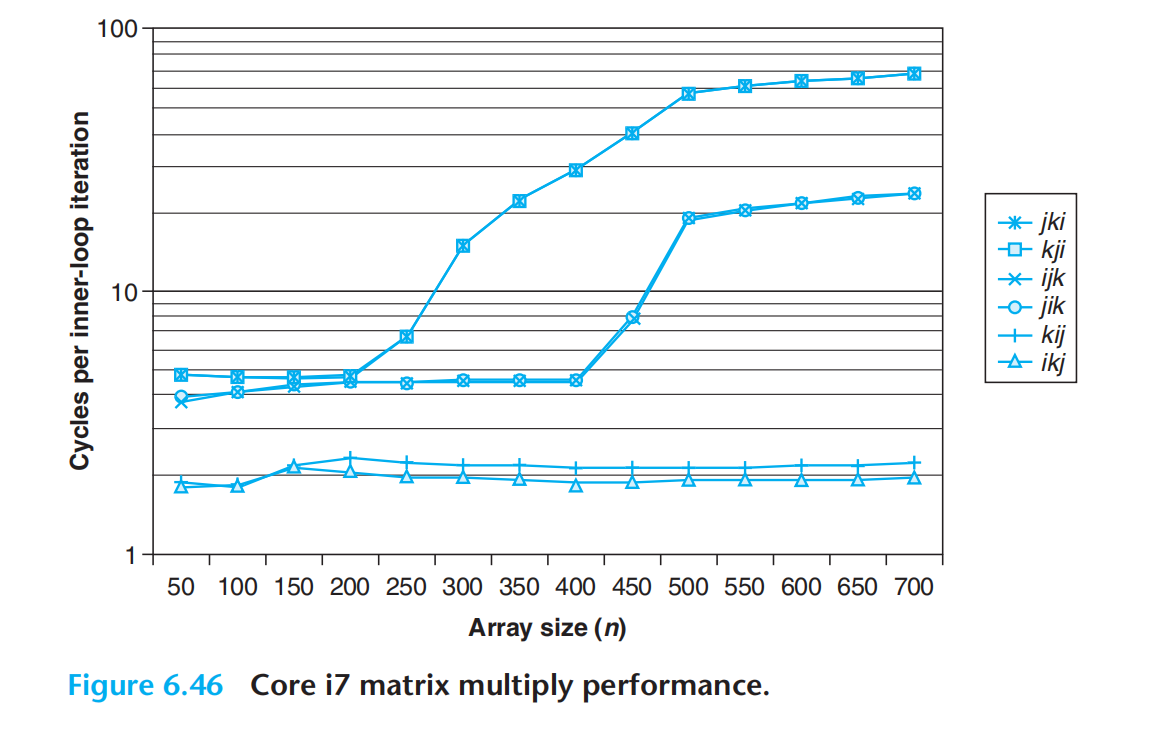 100
10
1
Cycles per inner-loop iteration
50 100 150 200 250 300 350 400 450 500 550 600 650 700
Array size (n)
jki
kji
ijk
jik
kij
ikj
Figure 6.46 Core i7 matrix multiply performance.